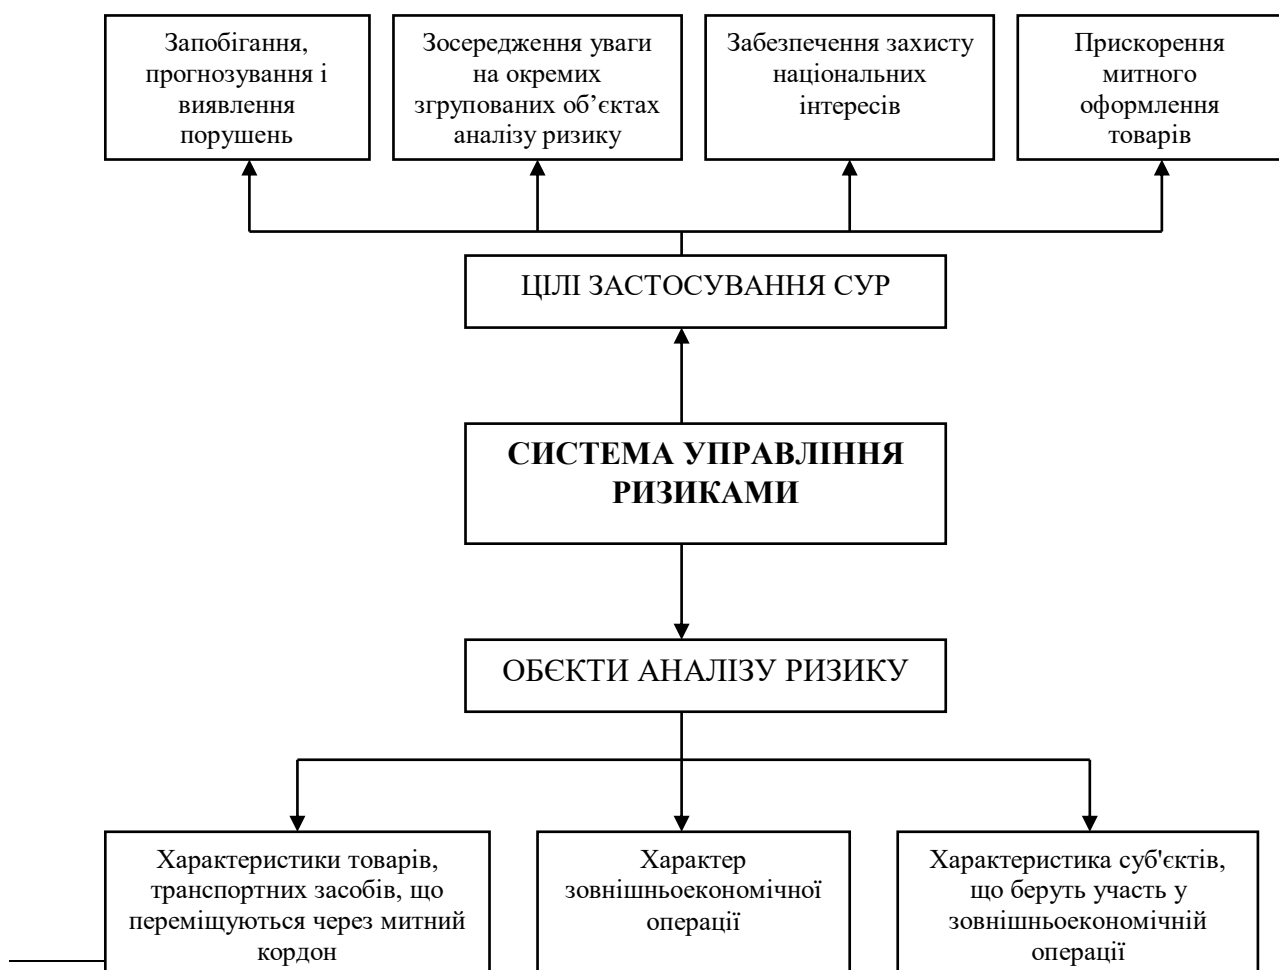 Запобігання,
прогнозування і
виявлення
порушень
Зосередження уваги
на окремих
згрупованих об’єктах
аналізу ризику
Забезпечення захисту
національних
інтересів
Прискорення
митного
оформлення
товарів
ЦІЛІ ЗАСТОСУВАННЯ СУР
СИСТЕМА УПРАВЛІННЯ
РИЗИКАМИ
ОБЄКТИ АНАЛІЗУ РИЗИКУ
Характеристики товарів,
транспортних засобів, що
переміщуються через митний
кордон
Характер
зовнішньоекономічної
операції
Характеристика суб'єктів,
що беруть участь у
зовнішньоекономічній
операції